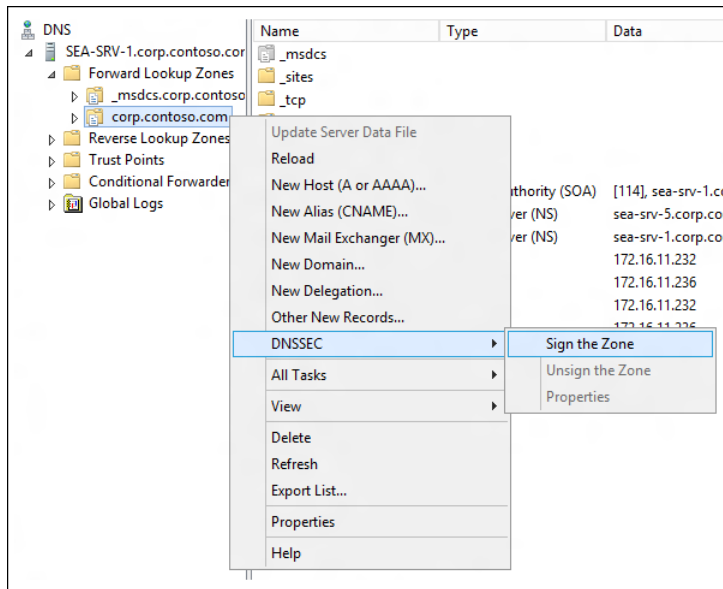 DNS
SEA-SRV-1.corp.contoso.cor
Forward Lookup Zones
_msdcs.corp.contoso
corp.contoso.com
Reverse Lookup Zones
Trust Points
Conditional Forwarder
Global Logs
Name Type Data
_msdcs
_sites
_tcp
thority (SOA) [114], sea-srv-1.c
ver (NS) sea-srv-5.corp.co
ver (NS) sea-srv-1.corp.co
172.16.11.232
172.16.11.236
172.16.11.232
172.16.11.236
Update Server Data File
Reload
New Host (A or AAAA)...
New Alias (CNAME)...
New Mail Exchanger (MX)...
New Domain...
New Delegation...
Other New Records...
DNSSEC
All Tasks
View
Delete
Refresh
Export List...
Properties
Help
Sign the Zone
Unsign the Zone
Properties